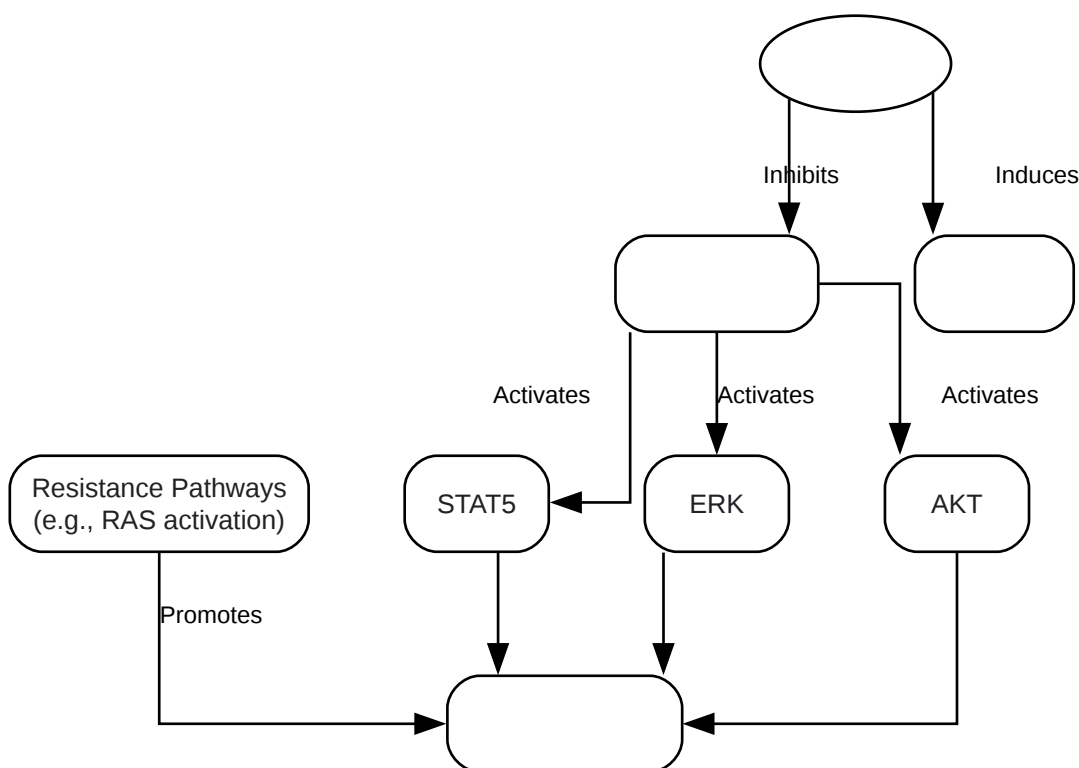 Inhibits
Induces
Activates
Activates
Activates
Resistance Pathways
(e.g., RAS activation)
STAT5
ERK
AKT
Promotes